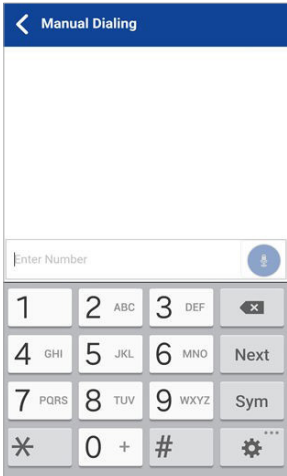 Manual Dialing
Enter Number
1 2 ABC 3 DEF
4 GHI 5 JKL 6 MNO Next
7 PQRS 8 TUV 9 WXYZ Sym
* 0 + #